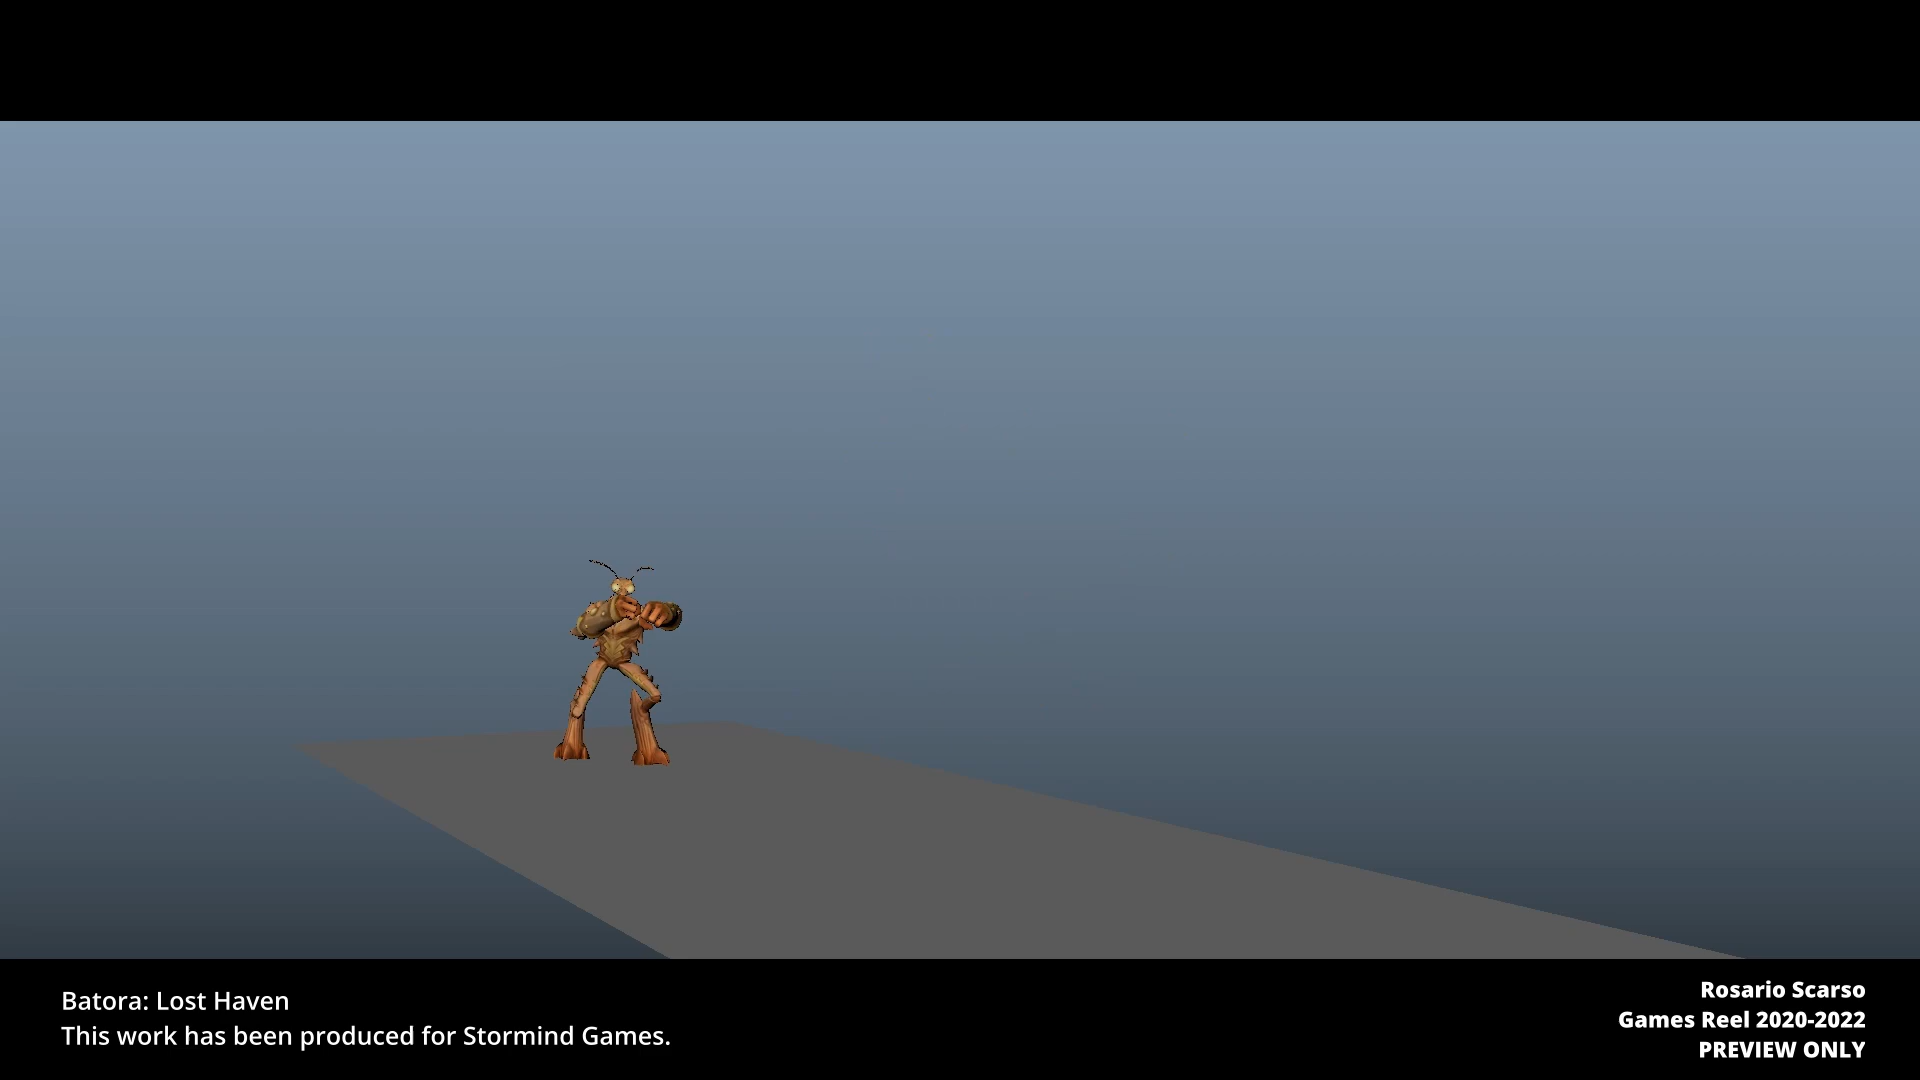 Batora: Lost Haven
This work has been produced for Stormind Games.
Rosario Scarso
Games Reel 2020-2022
PREVIEW ONLY